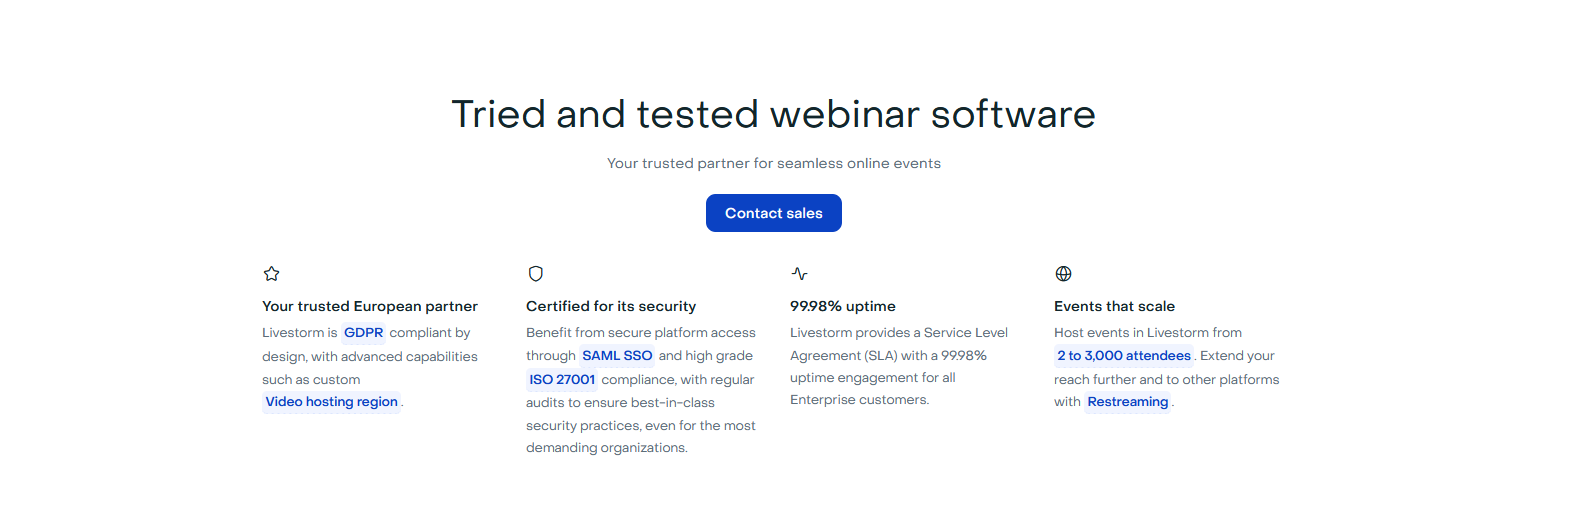 Tried and tested webinar software
Your trusted partner for seamless online events
Contact sales
Your trusted European partner
Livestorm is GDPR compliant by
design, with advanced capabilities
such as custom
Video hosting region.
Certified for its security
Benefit from secure platform access
through SAML SSO and high grade
ISO 27001 compliance, with regular
audits to ensure best-in-class
security practices, even for the most
demanding organizations.
99.98% uptime
Livestorm provides a Service Level
Agreement (SLA) with a 99.98%
uptime engagement for all
Enterprise customers.
Events that scale
Host events in Livestorm from
2 to 3,000 attendees. Extend your
reach further and to other platforms
with Restreaming.